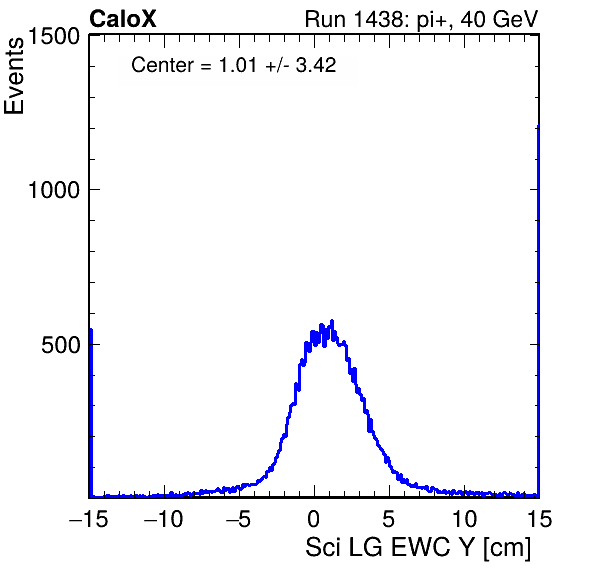 CaloX Run 1438: pi+, 40 GeV
Center = 1.01 +/- 3.42
Events
1500
1000
500
−15 −10 −5 0 5 10 15
Sci LG EWC Y [cm]